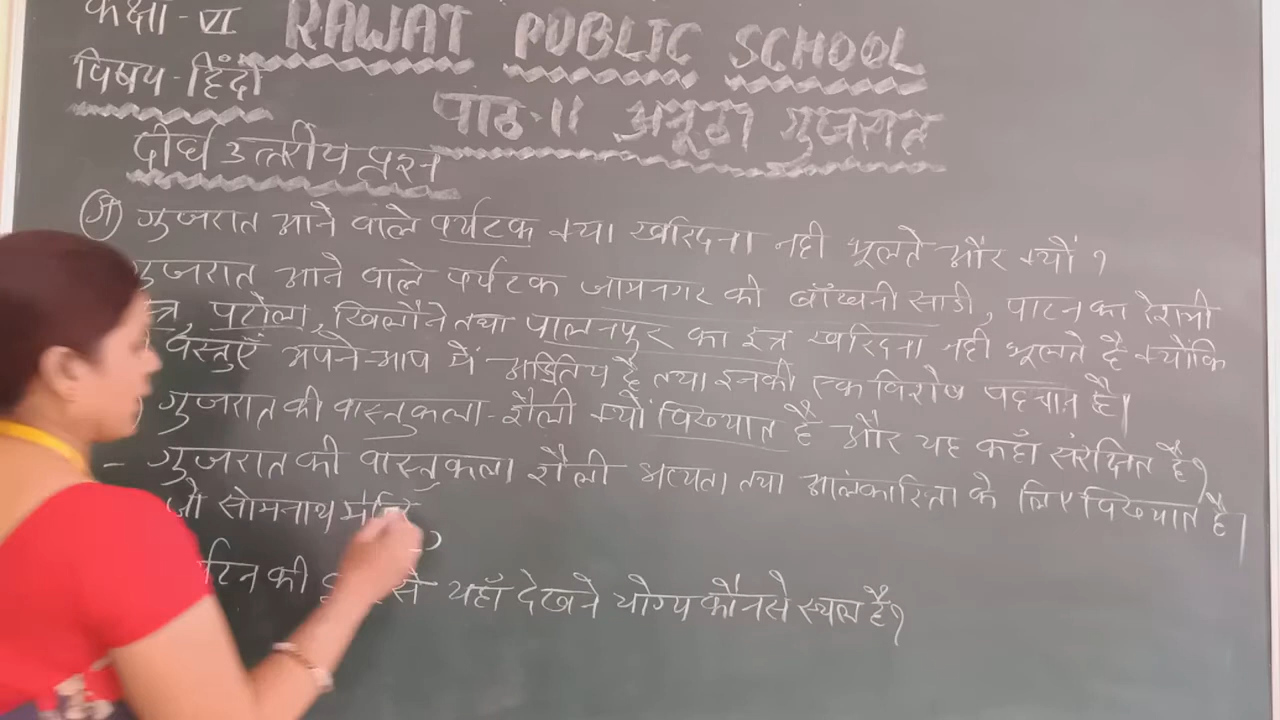 कक्षा - VI RAWAT PUBLIC SCHOOL
विषय - हिंदी
पाठ-11 अनूठा गुजरात
दीर्घ उत्तरीय प्रश्न
(अ) गुजरात आने वाले पर्यटक क्या खरिदना नही भूलते और क्यों?
गुजरात आने वाले पर्यटक जामनगर की बाँधनी साडी, पाटन का रेशमी
पटोला, खिलौने तथा पालनपुर का इत्र खरिदना नही भूलते है क्योंकि
वस्तुएँ अपने-आप में अद्वितिय है तथा इनकी एक विशेष पहचान है।
गुजरात की वास्तुकला-शैली क्यों विख्यात है और यह कहाँ संरक्षित है?
- गुजरात की वास्तुकला शैली भव्यता तथा आलंकारिता के लिए विख्यात है।
जो सोमनाथ
की से यहाँ देखने योग्य कौनसे स्थल है?